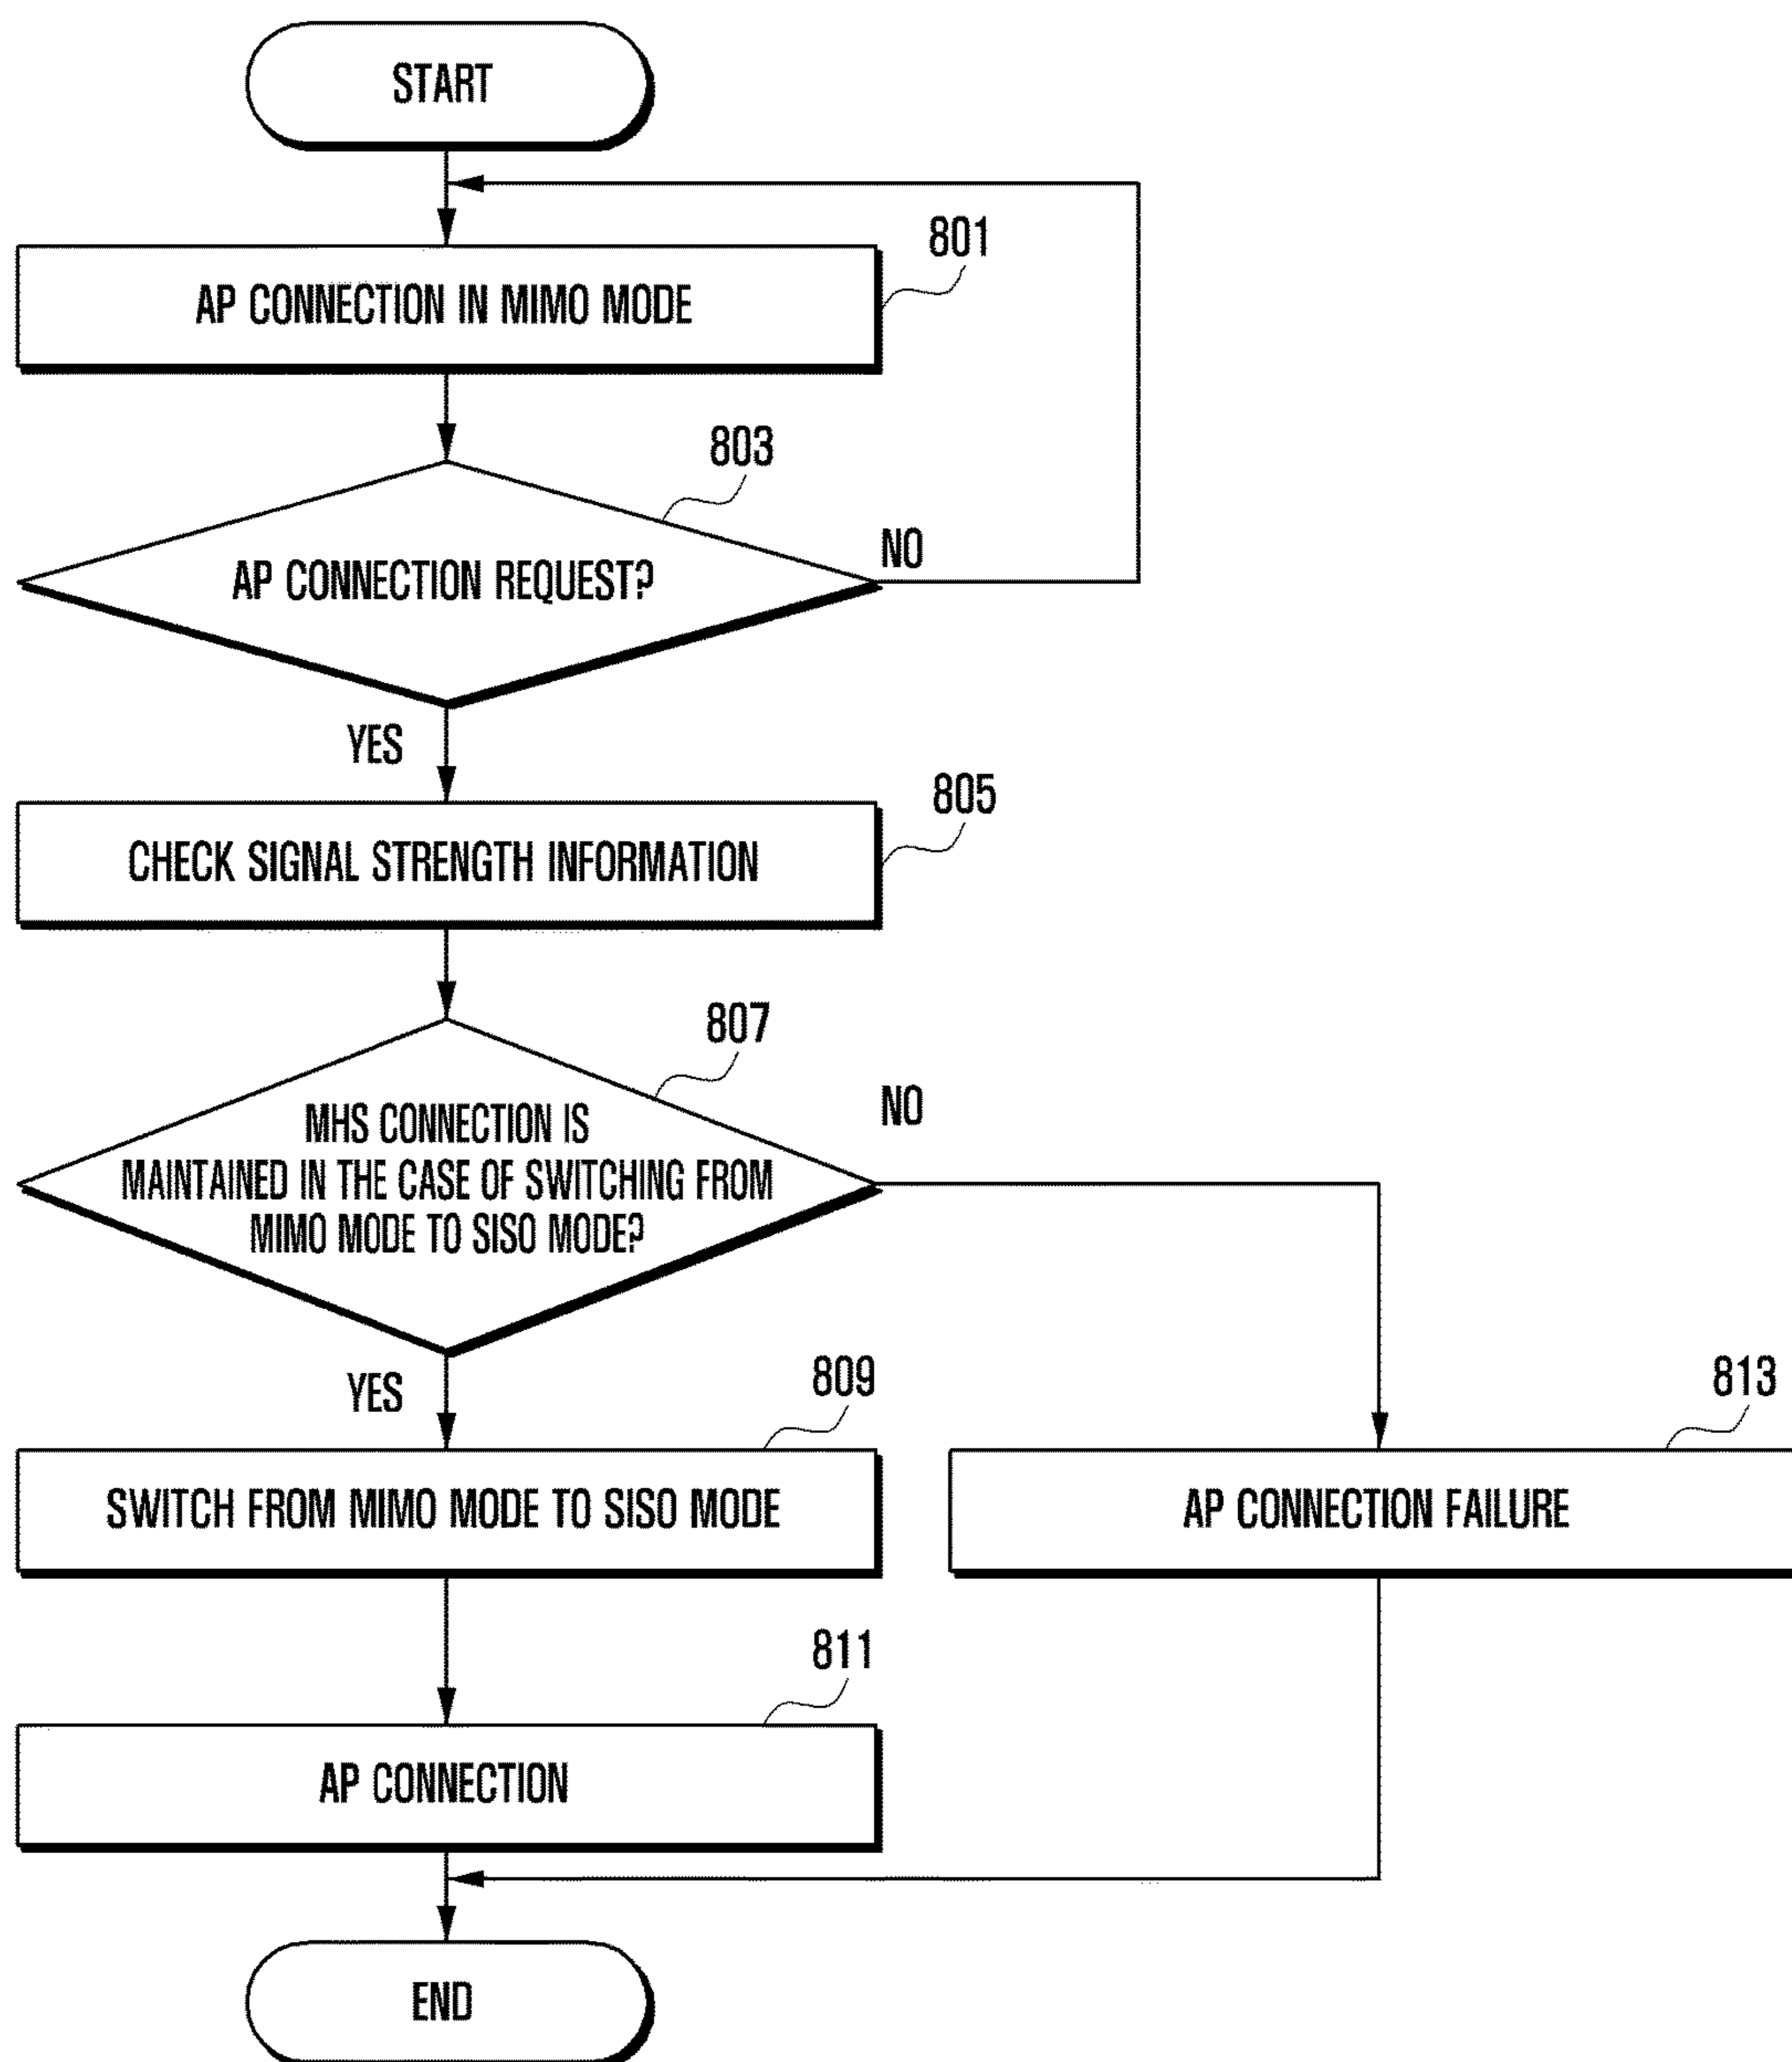 START
801
AP CONNECTION IN MIMO MODE
803
AP CONNECTION REQUEST?
NO
YES
805
CHECK SIGNAL STRENGTH INFORMATION
807
MHS CONNECTION IS
MAINTAINED IN THE CASE OF SWITCHING FROM
MIMO MODE TO SISO MODE?
NO
YES
809
SWITCH FROM MIMO MODE TO SISO MODE
813
AP CONNECTION FAILURE
811
AP CONNECTION
END